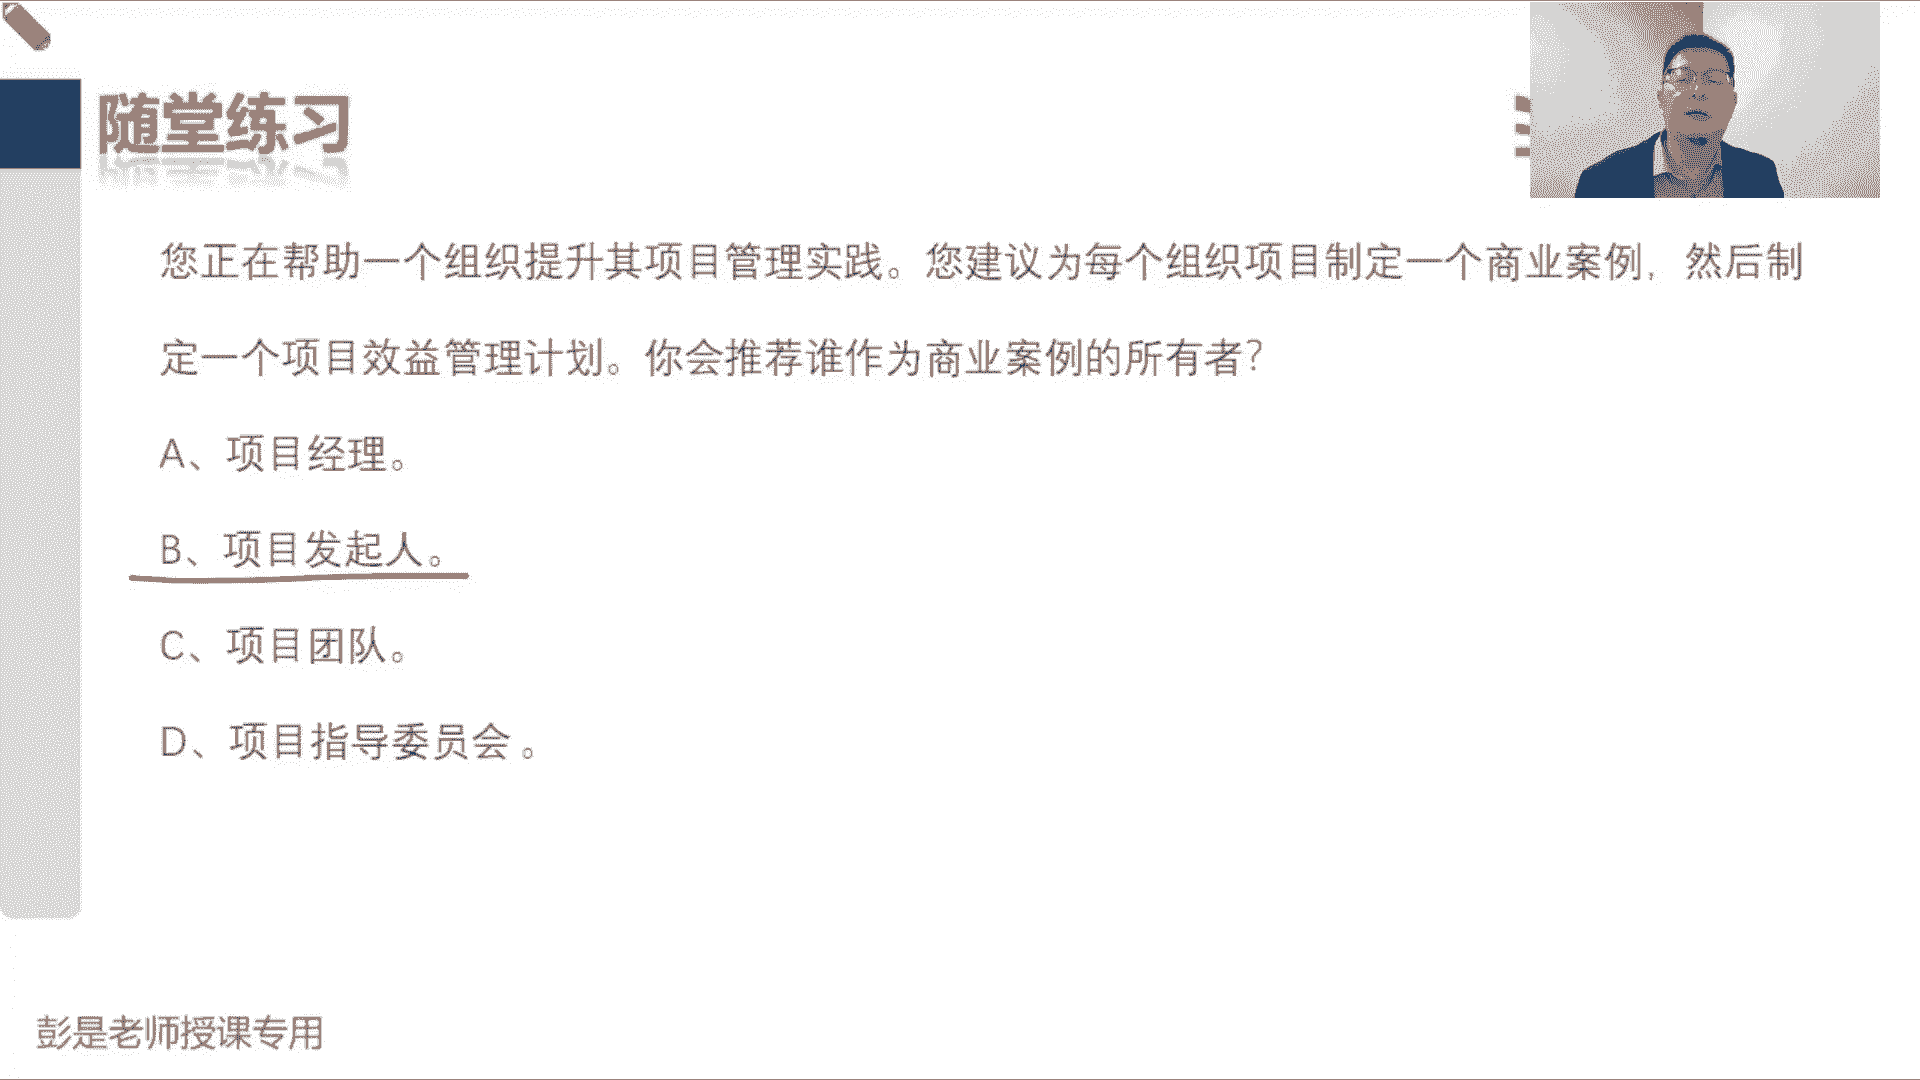 随堂练习
您正在帮助一个组织提升其项目管理实践。您建议为每个组织项目制定一个商业案例，然后制
定一个项目效益管理计划。你会推荐谁作为商业案例的所有者？
A、项目经理。
B、项目发起人。
C、项目团队。
D、项目指导委员会 。
彭是老师授课专用